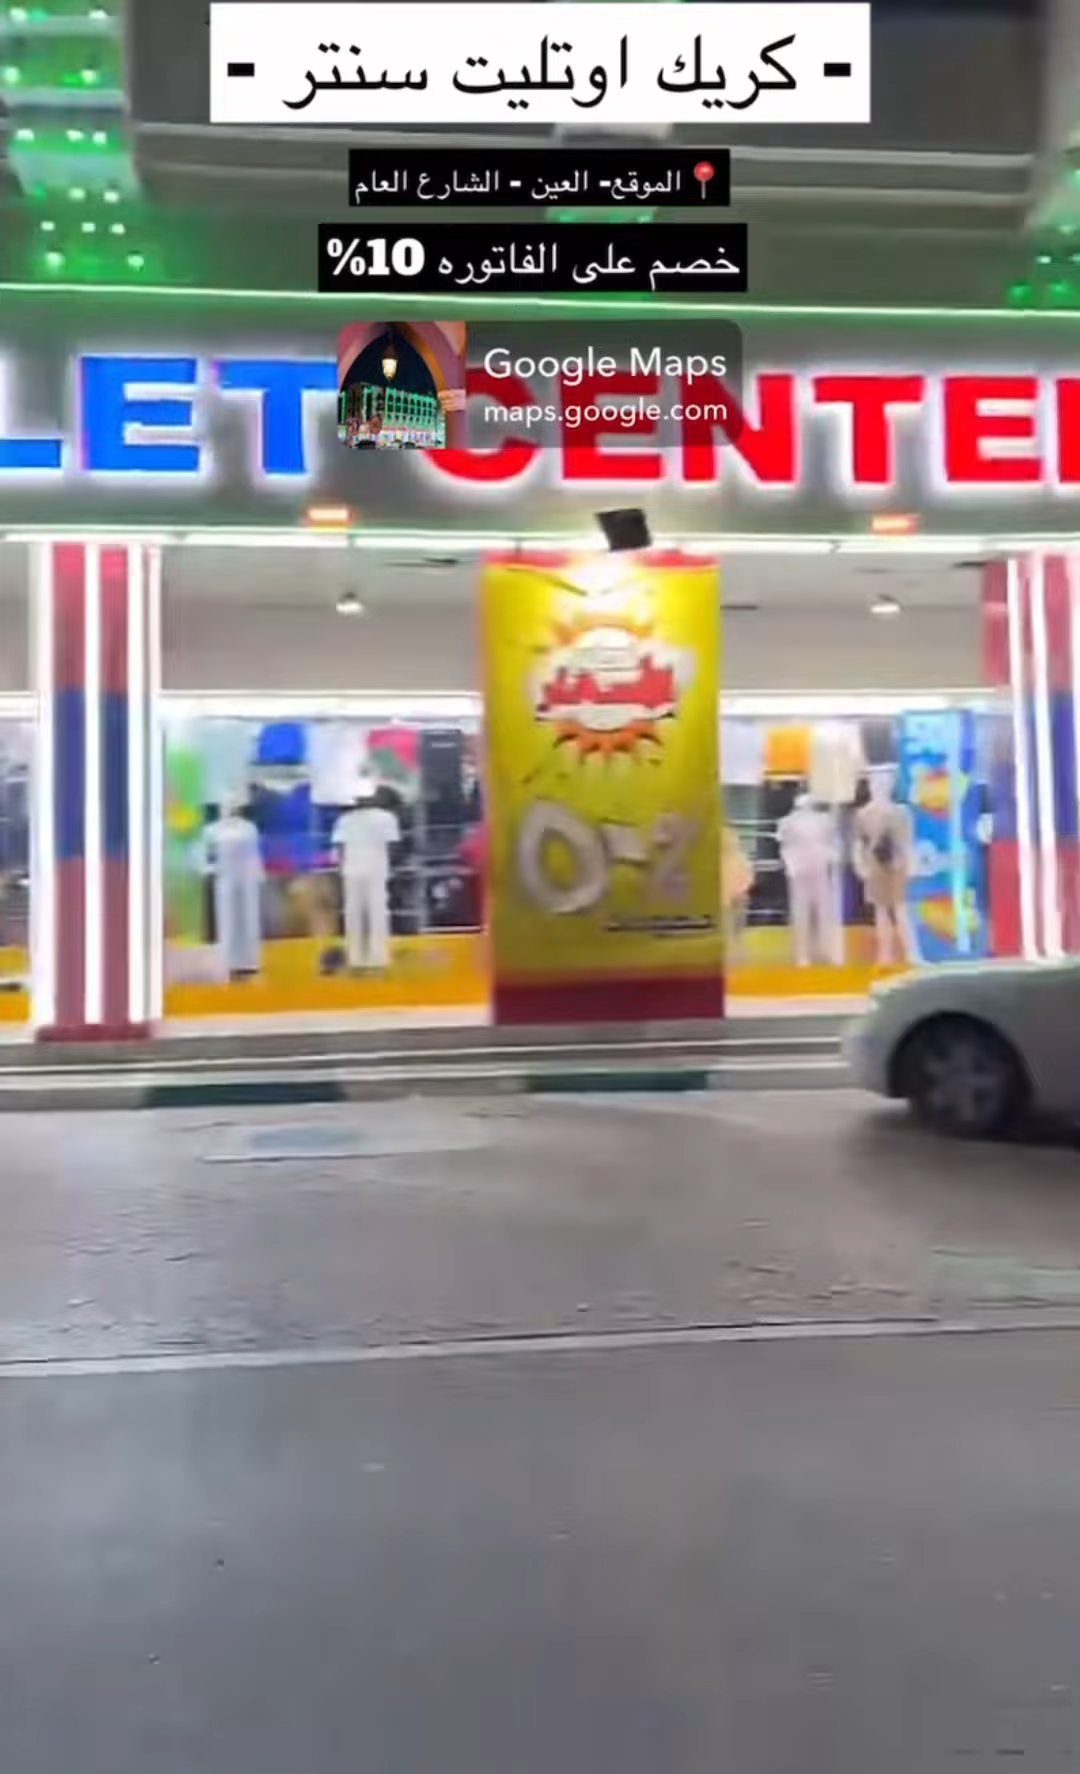 - كريك اوتليت سنتر -
📍الموقع- العين - الشارع العام
خصم على الفاتوره 10%
Google Maps
maps.google.com
LET CENTE